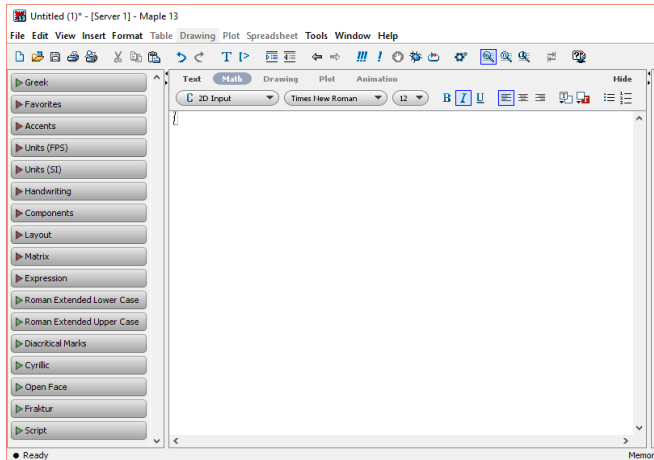 Untitled (1)* - [Server 1] - Maple 13
File Edit View Insert Format Table Drawing Plot Spreadsheet Tools Window Help
Text Math Drawing Plot Animation Hide
C 2D Input Times New Roman 12 B I U
Greek
Favorites
Accents
Units (FPS)
Units (SI)
Handwriting
Components
Layout
Matrix
Expression
Roman Extended Lower Case
Roman Extended Upper Case
Diacritical Marks
Cyrillic
Open Face
Fraktur
Script
Ready Memor